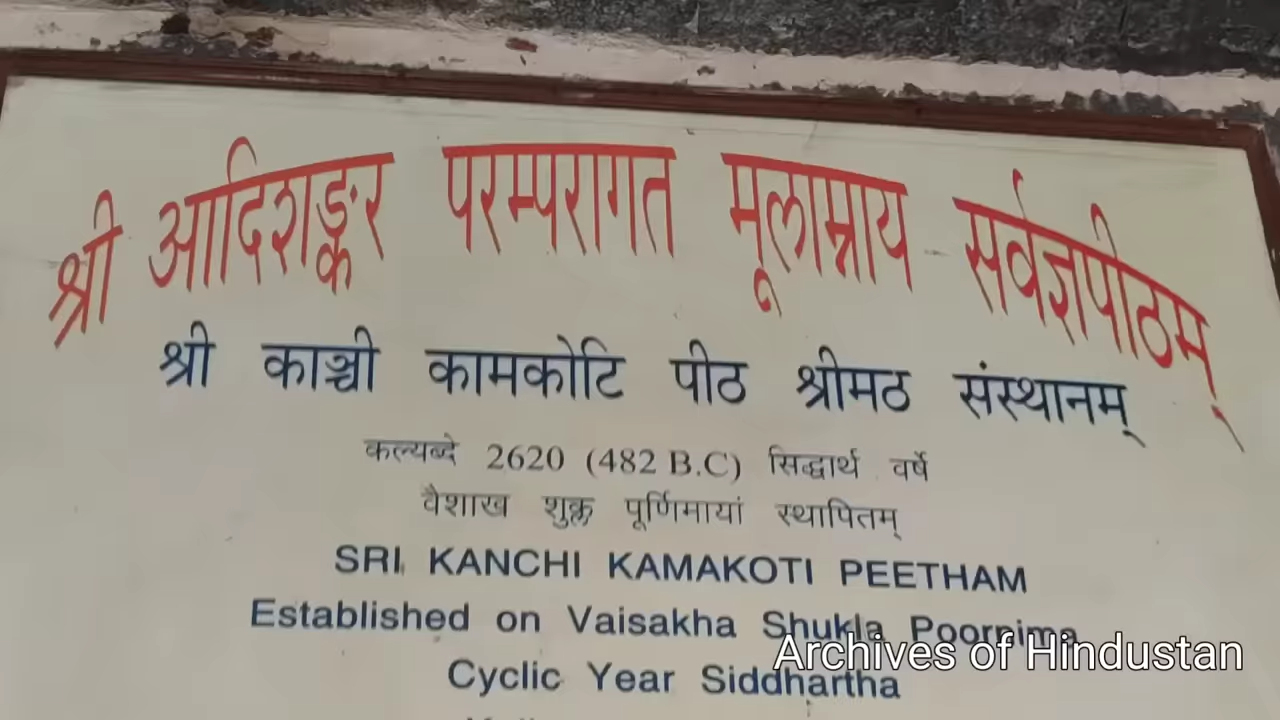 श्री आदिशङ्कर परम्परागत मूलाम्नाय सर्वज्ञपीठम्
श्री काञ्ची कामकोटि पीठ श्रीमठ संस्थानम्
कल्यब्दे 2620 (482 B.C) सिद्धार्थ वर्षे
वैशाख शुक्ल पूर्णिमायां स्थापितम्
SRI KANCHI KAMAKOTI PEETHAM
Established on Vaisakha Shukla Poornima
Cyclic Year Siddhartha
Archives of Hindustan